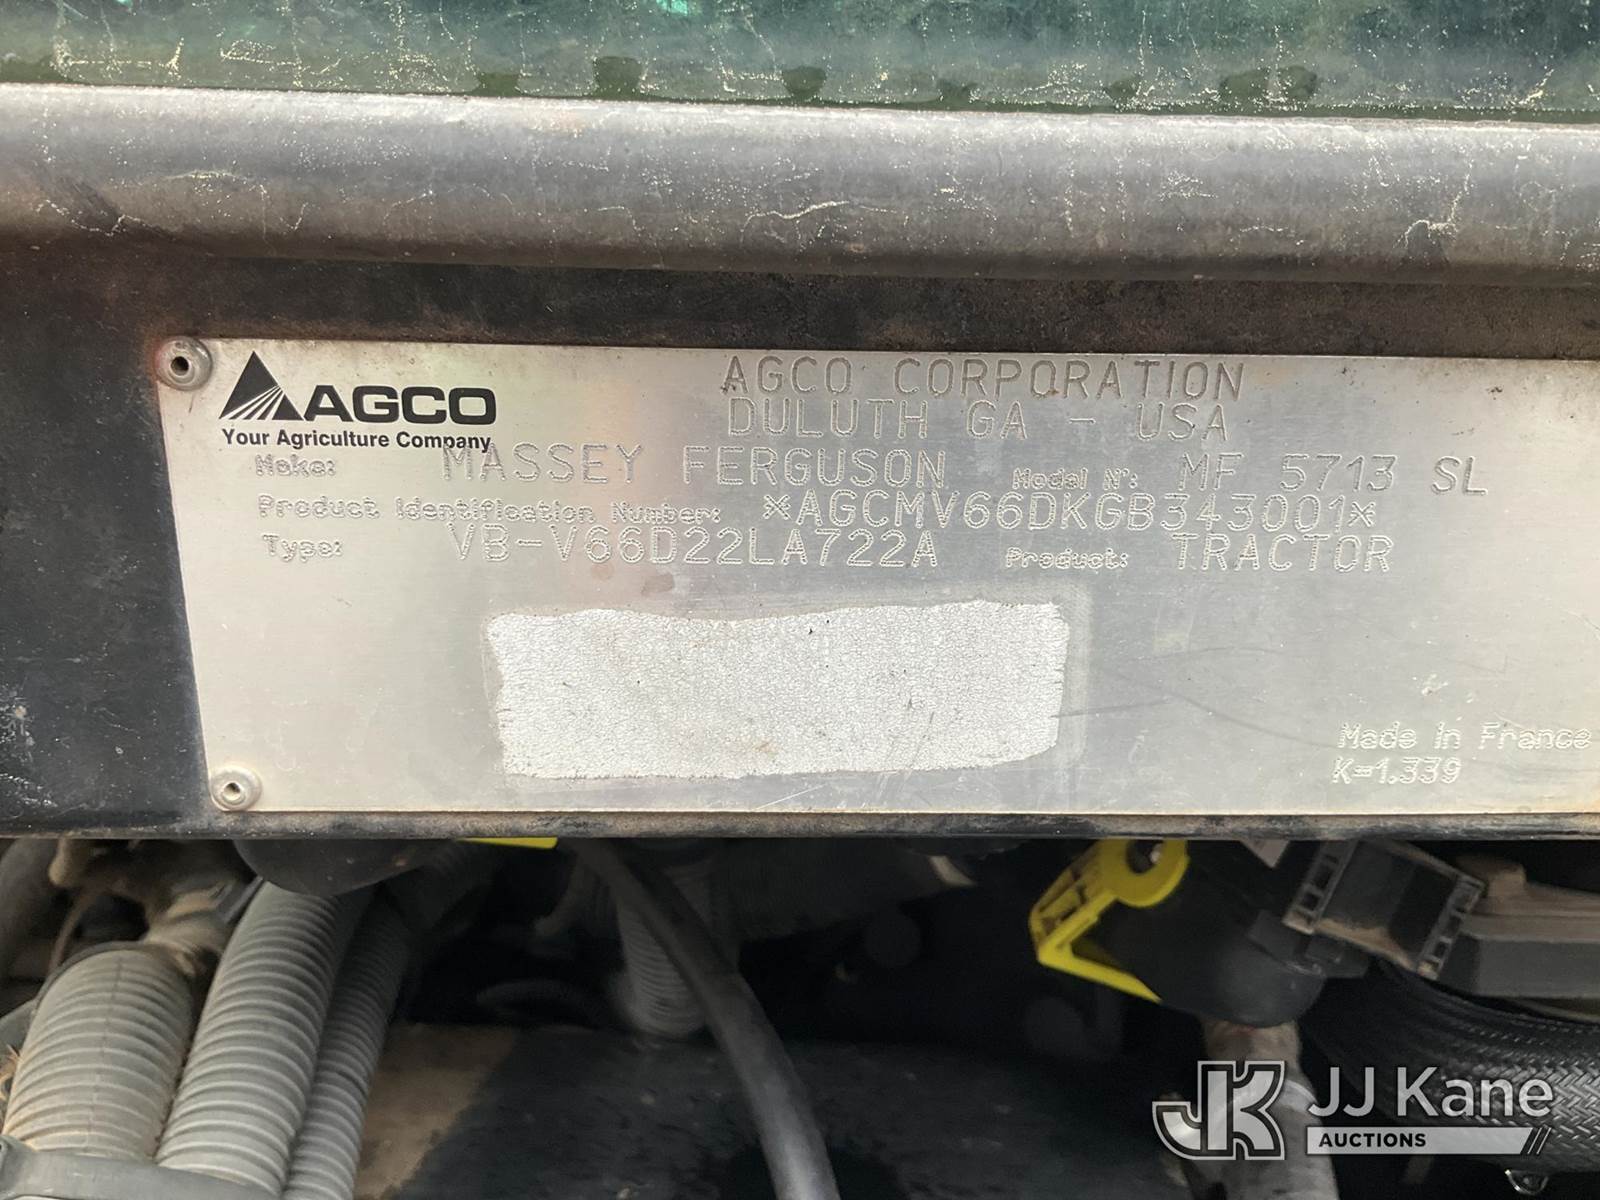 AGCO
Your Agriculture Company
AGCO CORPORATION
DULUTH GA - USA
Make: MASSEY FERGUSON Model N°: MF 5713 SL
Product Identification Number: *AGCMV66DKGB343001*
Type: VB-V66D22LA722A Product: TRACTOR
Made In France
K=1.339
JK JJ Kane
AUCTIONS